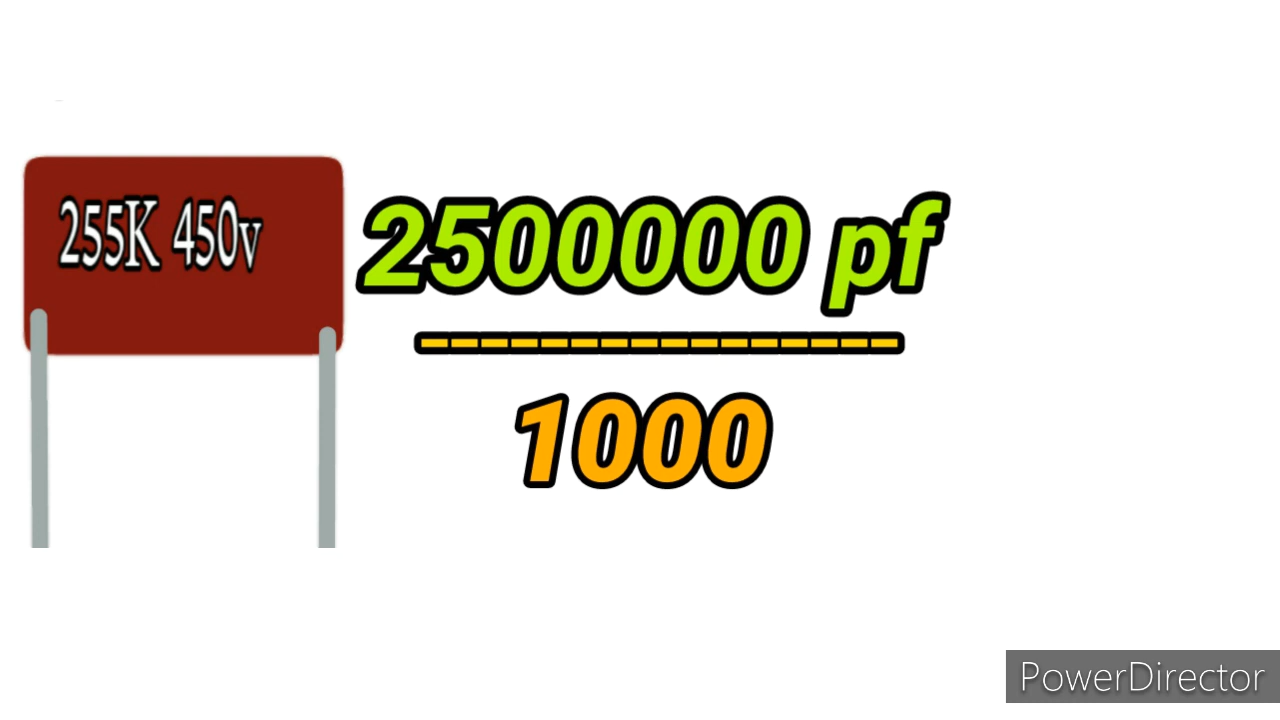 255K 450v
2500000 pf
---------------
1000
PowerDirector